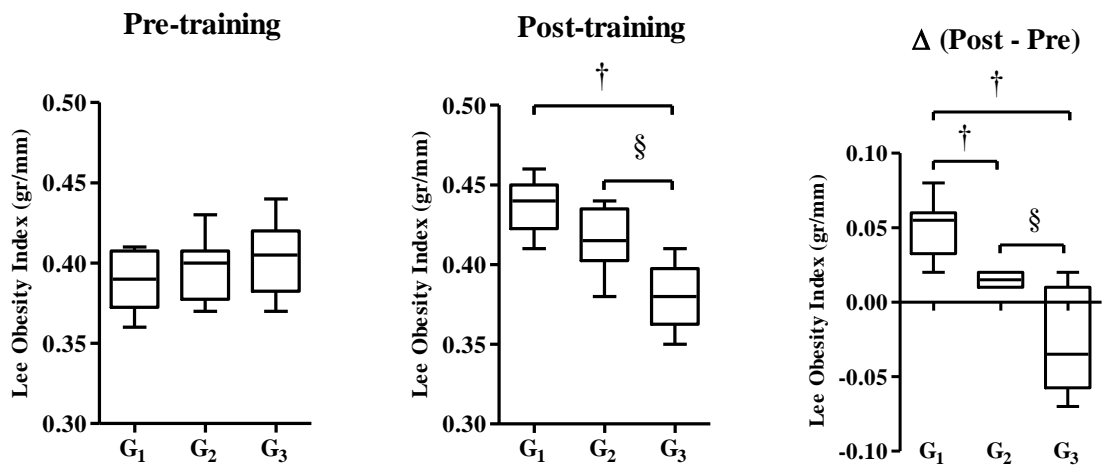 Pre-training
Lee Obesity Index (gr/mm)
0.50
0.45
0.40
0.35
0.30
G1 G2 G3
Post-training
Lee Obesity Index (gr/mm)
†
§
0.50
0.45
0.40
0.35
0.30
G1 G2 G3
Δ (Post - Pre)
Lee Obesity Index (gr/mm)
†
†
§
0.10
0.05
0.00
-0.05
-0.10
G1 G2 G3